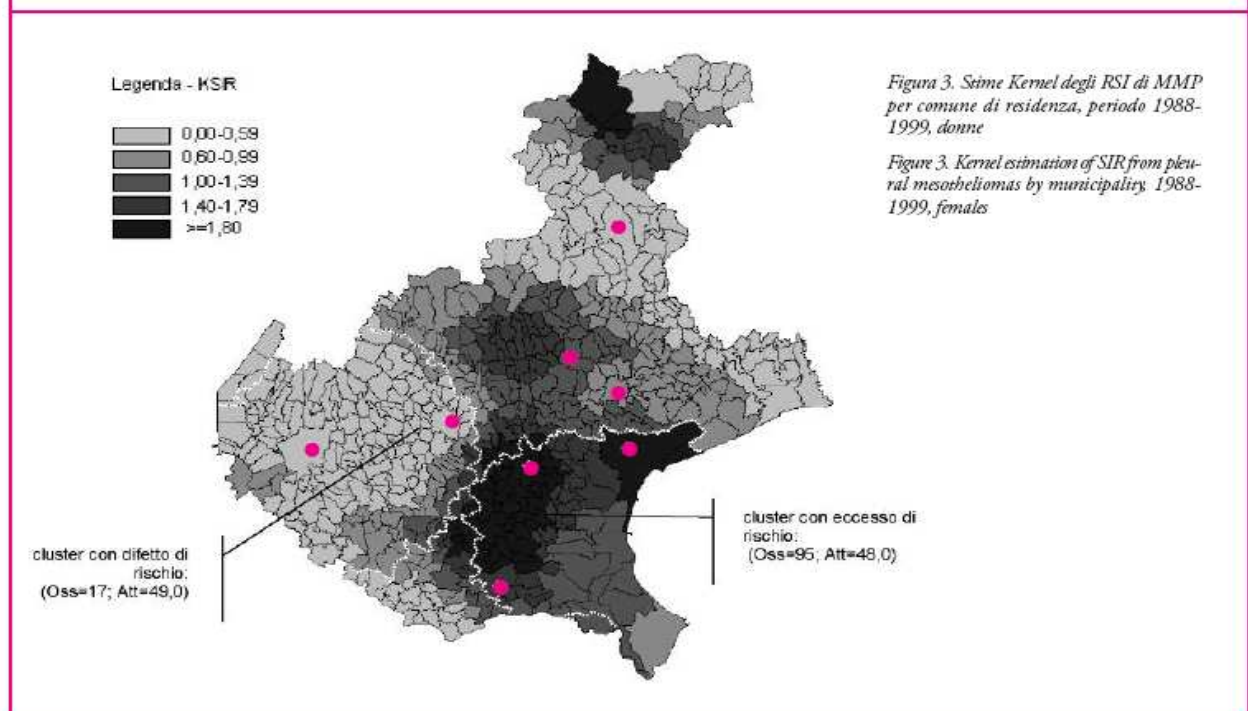 Legenda - KSIR
0,00-0,59
0,60-0,99
1,00-1,39
1,40-1,79
>=1,80
Figura 3. Stime Kernel degli RSI di MMP
per comune di residenza, periodo 1988-
1999, donne
Figure 3. Kernel estimation of SIR from pleu-
ral mesotheliomas by municipality, 1988-
1999, females
cluster con difetto di
rischio:
(Oss=17; Att=49,0)
cluster con eccesso di
rischio:
(Oss=95; Att=48,0)